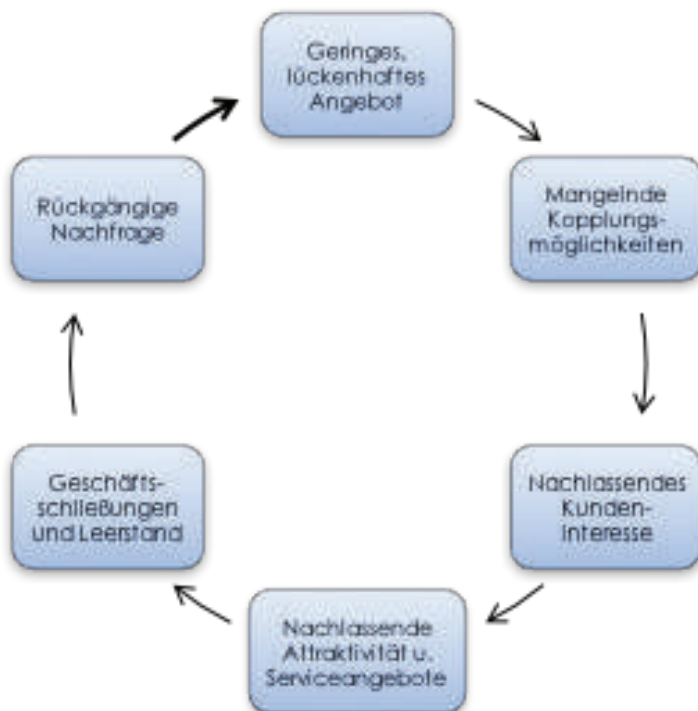 Geringes,
lückenhaftes
Angebot
Mangelnde
Kopplungs-
möglichkeiten
Nachlassendes
Kunden-
interesse
Nachlassende
Attraktivität u.
Serviceangebote
Geschäfts-
schließungen
und Leerstand
Rückgängige
Nachfrage